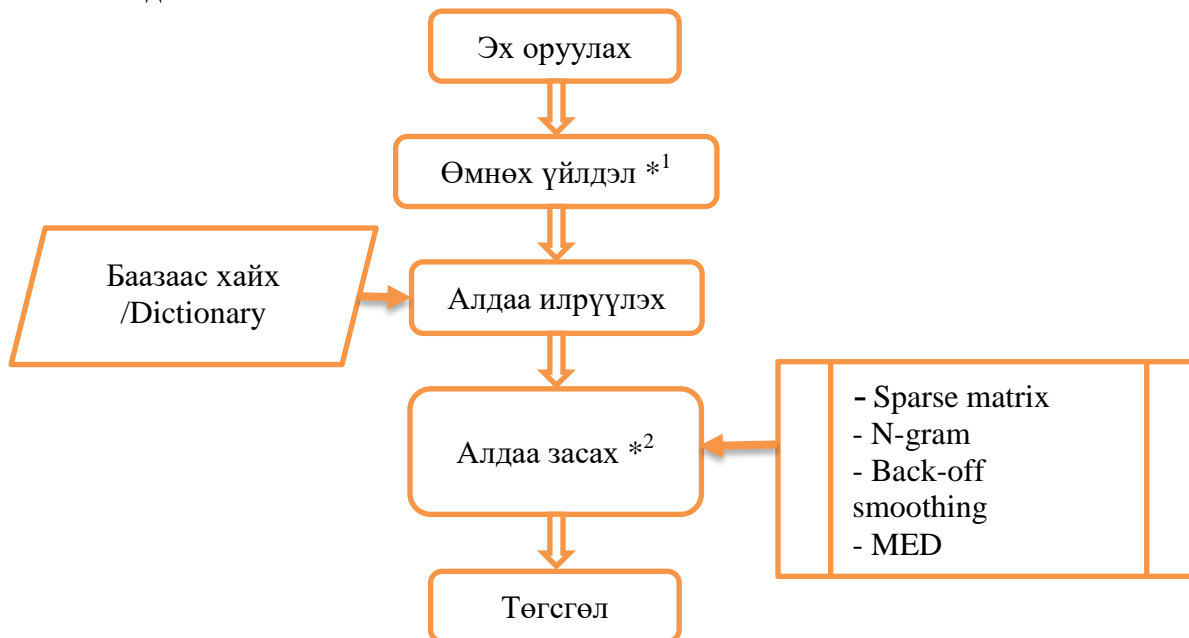 Эх оруулах
Өмнөх үйлдэл *1
Баазаас хайх
/Dictionary
Алдаа илрүүлэх
Алдаа засах *2
- Sparse matrix
- N-gram
- Back-off
smoothing
- MED
Төгсгөл